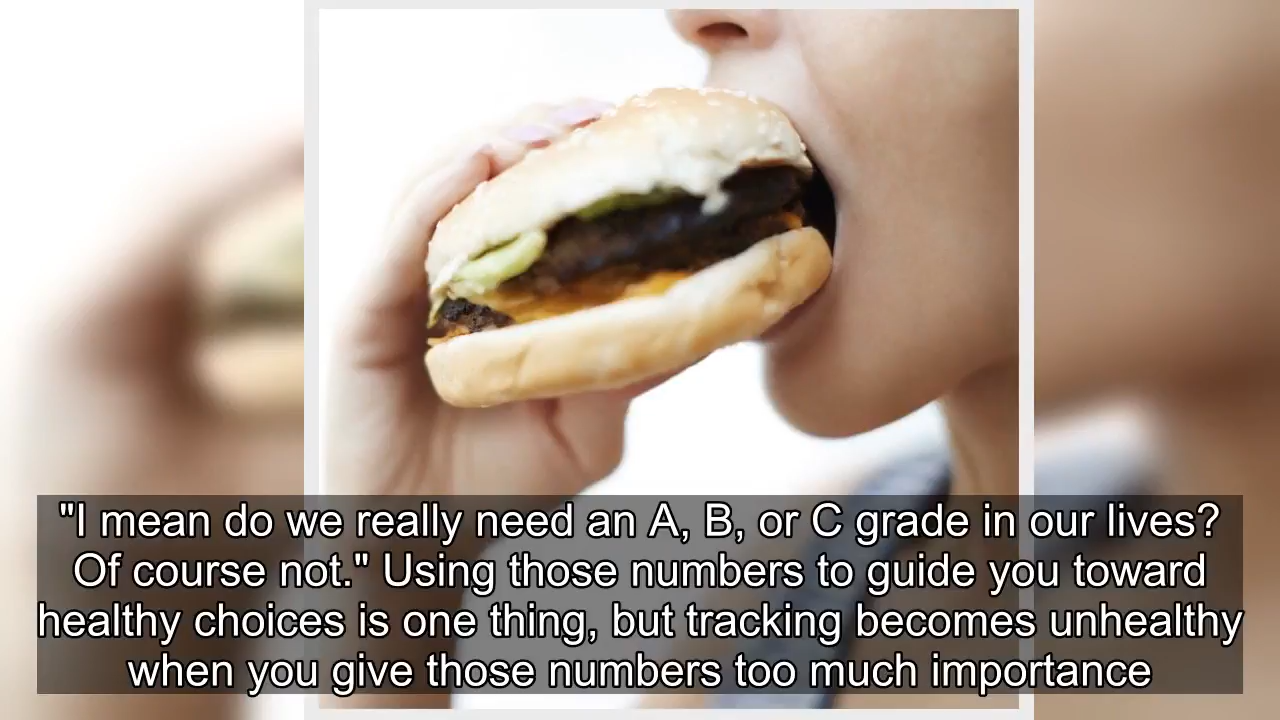 "I mean do we really need an A, B, or C grade in our lives?
Of course not." Using those numbers to guide you toward
healthy choices is one thing, but tracking becomes unhealthy
when you give those numbers too much importance